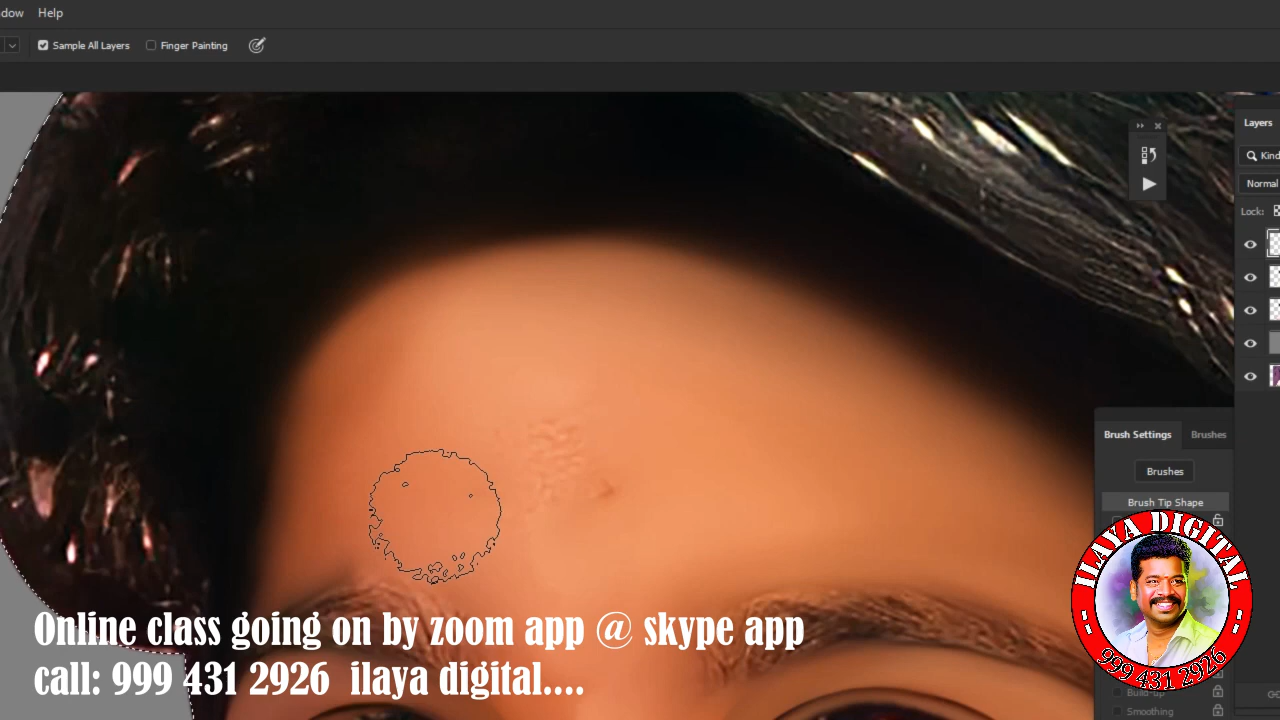 dow Help
Sample All Layers Finger Painting
Layers
Kind
Normal
Lock:
Brush Settings Brushes
Brushes
Brush Tip Shape
ILAYA DIGITAL
999 431 2926
Online class going on by zoom app @ skype app
call: 999 431 2926 ilaya digital....
Build-up
Smoothing